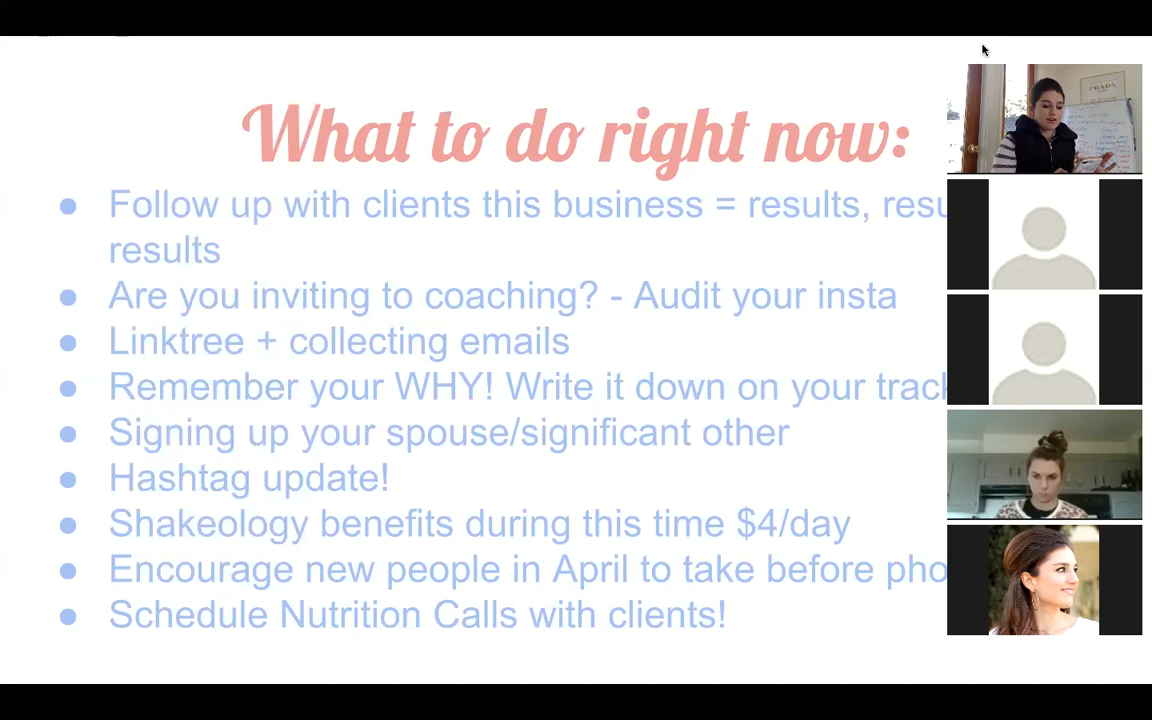 What to do right now:
Follow up with clients this business = results,
results
Are you inviting to coaching? - Audit your insta
Linktree + collecting emails
Remember your WHY! Write it down on your
Signing up your spouse/significant other
Hashtag update!
Shakeology benefits during this time $4/day
Encourage new people in April to take before
Schedule Nutrition Calls with clients!
PRADA